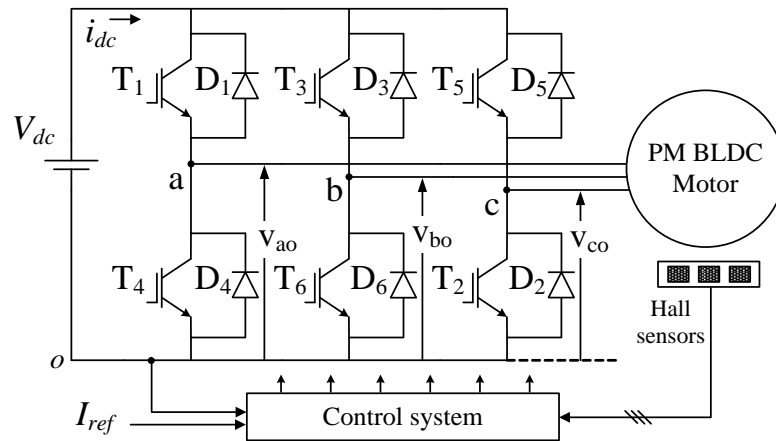 i_dc
T_1
D_1
T_3
D_3
T_5
D_5
V_dc
PM BLDC
Motor
a
b
c
v_ao
v_bo
v_co
T_4
D_4
T_6
D_6
T_2
D_2
Hall
sensors
o
I_ref
Control system